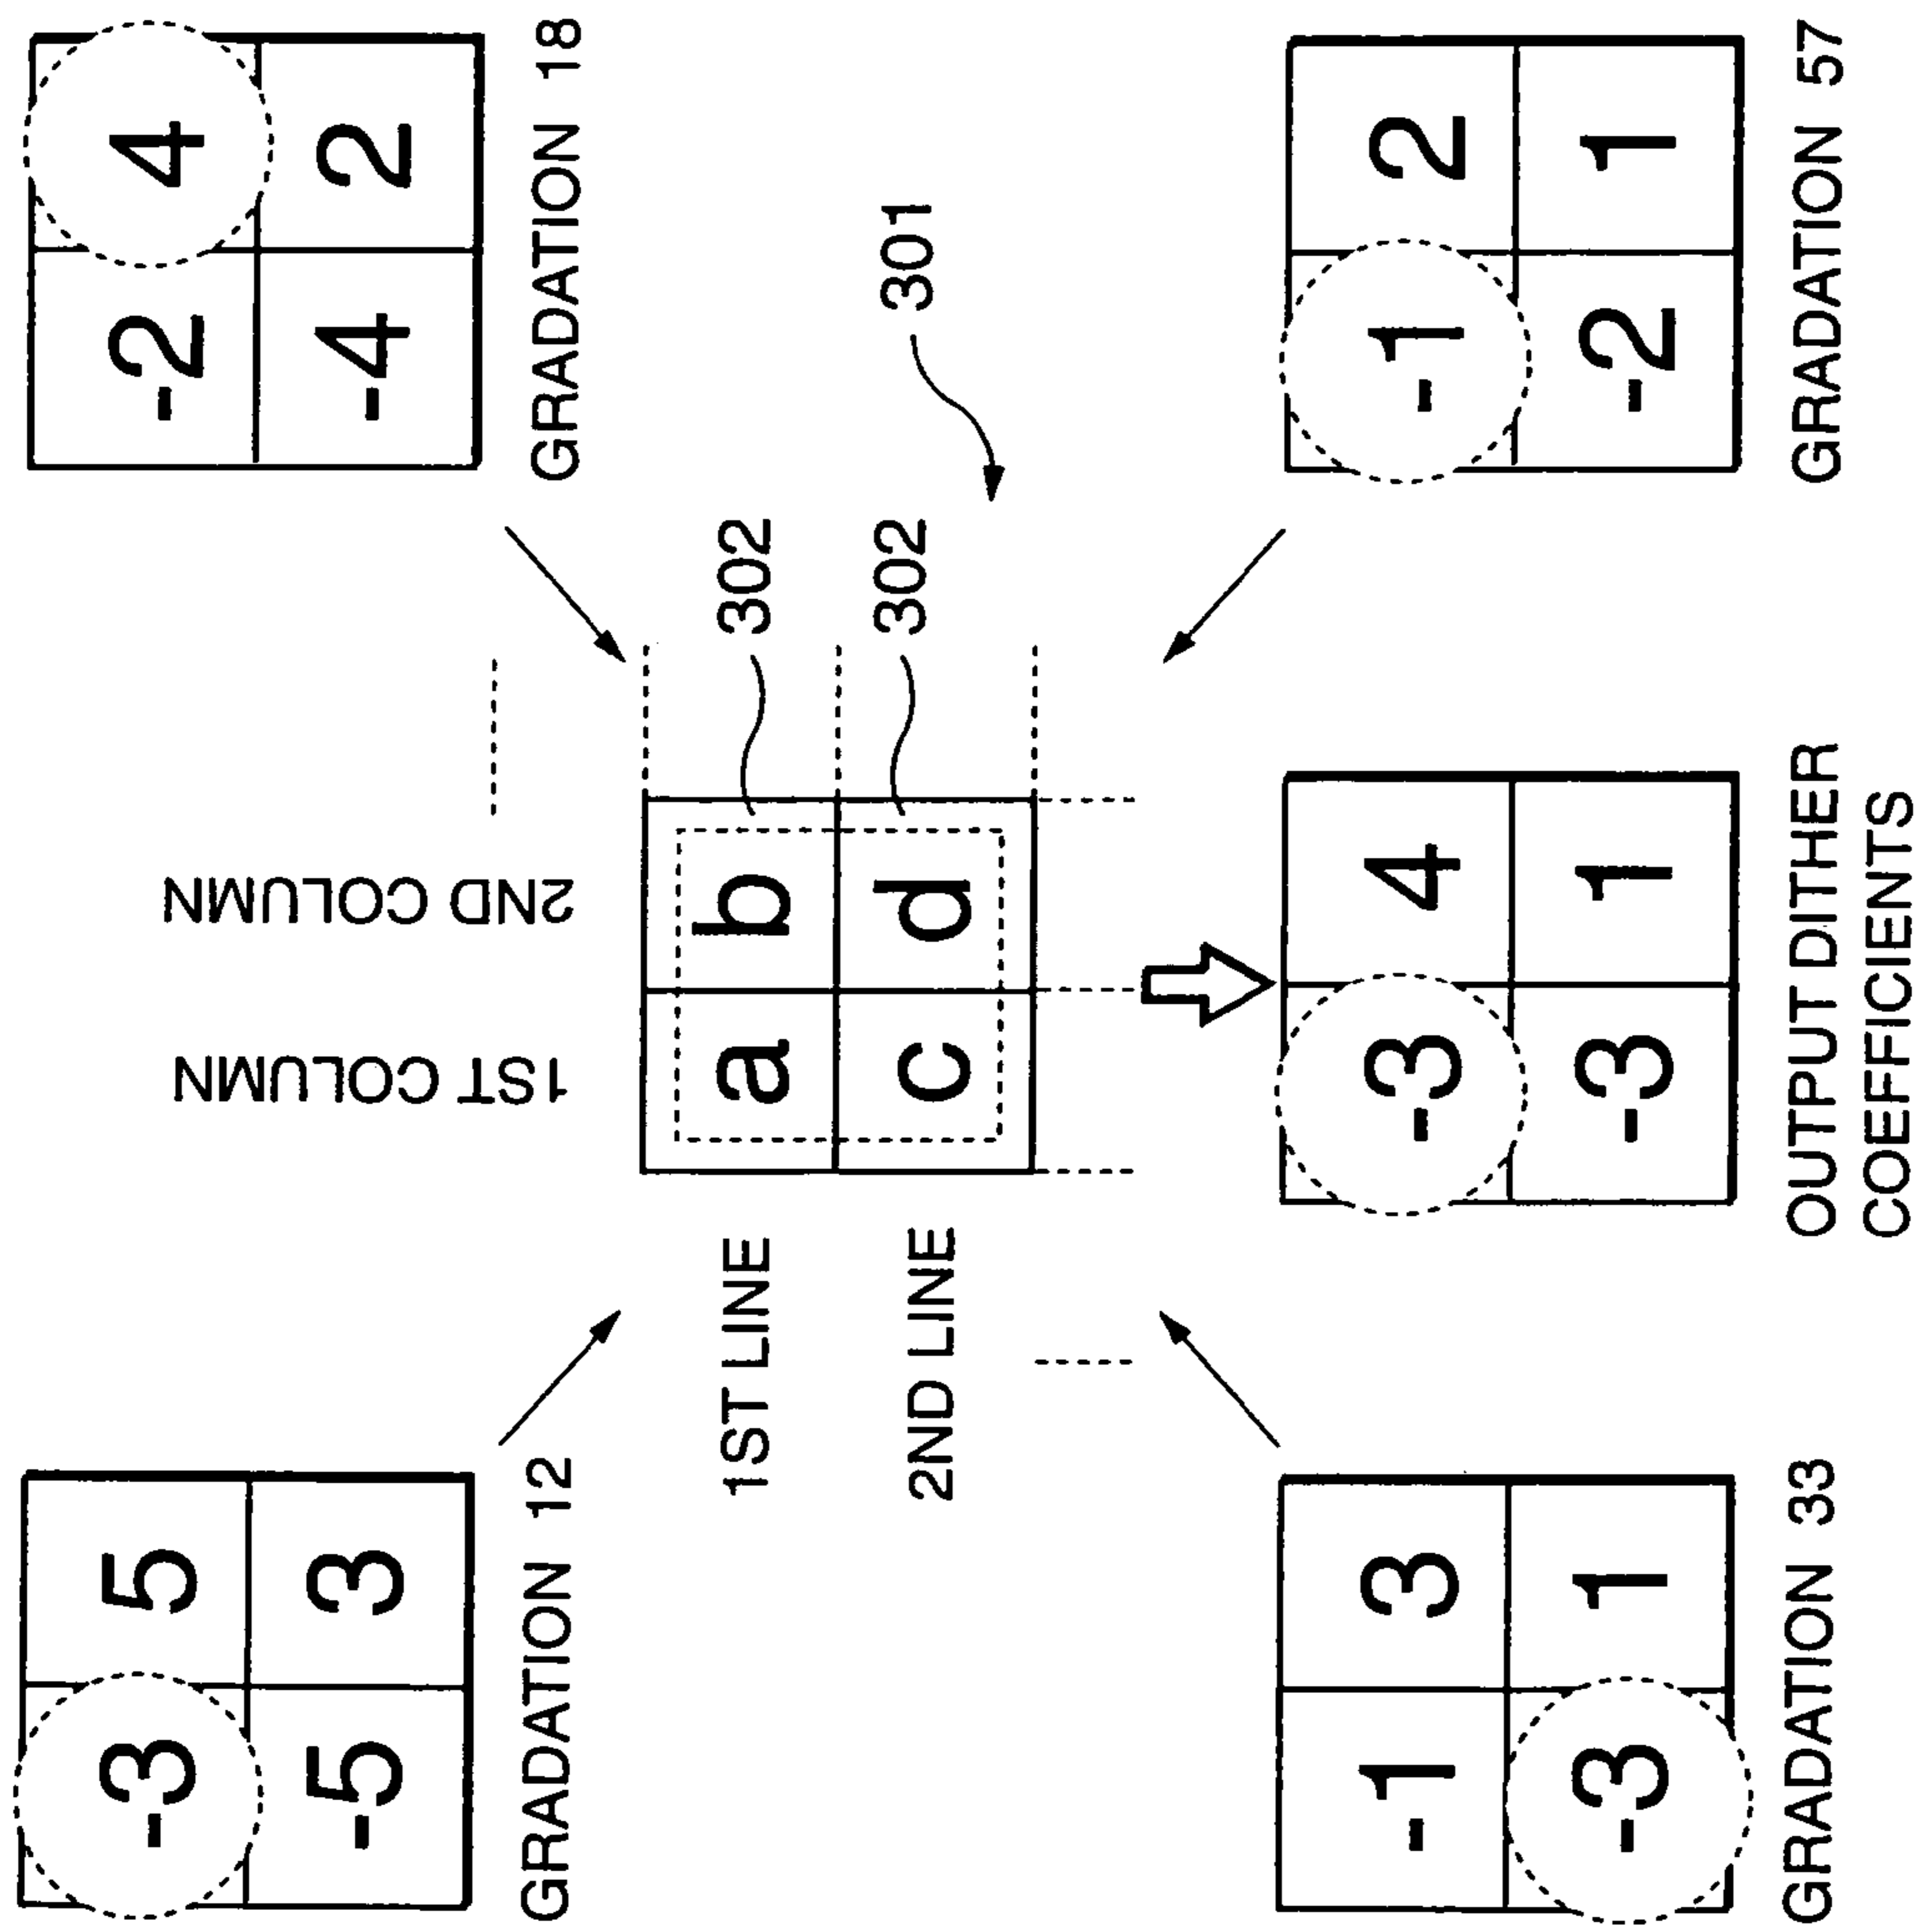 -3 5
-5 3
GRADATION 12
-2 4
-4 2
GRADATION 18
1ST COLUMN
2ND COLUMN
1ST LINE
a b
302
2ND LINE
c d
302
301
-1 3
-3 1
GRADATION 33
-3 4
-3 1
OUTPUT DITHER
COEFFICIENTS
-1 2
-2 1
GRADATION 57